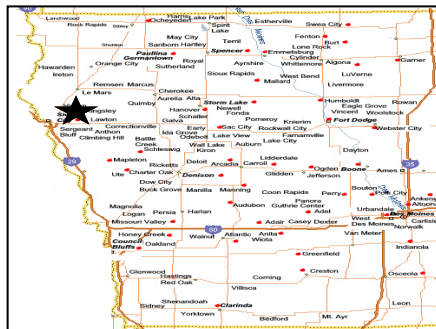 Larchwood
Harris Lake Park
Rock Rapids
Sibley
Ocheyedan
Spirit Lake
Estherville
Swea City
May City
Terril
Fenton
Burt
Sheldon
Sanborn Hartley
Spencer
Emmetsburg
Lone Rock
Paullina
Germantown
Cylinder
Algona
Garner
Orange City
Royal
Ayrshire
Whittemore
Hawarden
Ireton
Sutherland
Sioux Rapids
West Bend
LuVerne
Mallard
Livermore
Remsen Marcus
Cherokee
Le Mars
Aurelia Alta
Quimby
Storm Lake
Humboldt
Eagle Grove
Rowan
Hanover
Newell
Vincent
Woolstock
Kingsley
Schaller
Fonda
Pomeroy
Knierim
Fort Dodge
Lawton
Correctionville
Galva
Early
Sac City
Rockwell City
Webster City
Sergeant Bluff
Anthon
Ida Grove
Odebolt
Lake View
Farnamville
Climbing Hill
Battle Creek
Wall Lake
Auburn
Lake City
Dayton
Schleswig
Kiron
29
Mapleton
Ricketts
Deloit
Arcadia
Carroll
Lidderdale
Ogden
Boone
Ames
35
Ute
Charter Oak
Denison
Glidden
Jefferson
Dow City
Buck Grove
Manilla
Manning
Coon Rapids
Perry
Bouton
Polk City
Ankeny
Magnolia
Panora
Urbandale
Altoona
Logan
Persia
Harlan
Audubon
Guthrie Center
Adel
Des Moines
West Des Moines
Missouri Valley
Adair
Casey
Dexter
Norwalk
80
Van Meter
Honey Creek
Walnut
Atlantic
Anita
Wiota
Indianola
Council Bluffs
Oakland
Greenfield
Glenwood
Hastings
Red Oak
Corning
Creston
Osceola
Villisca
Shenandoah
Sidney
Clarinda
Leon
Yorktown
Bedford
Mt. Ayr